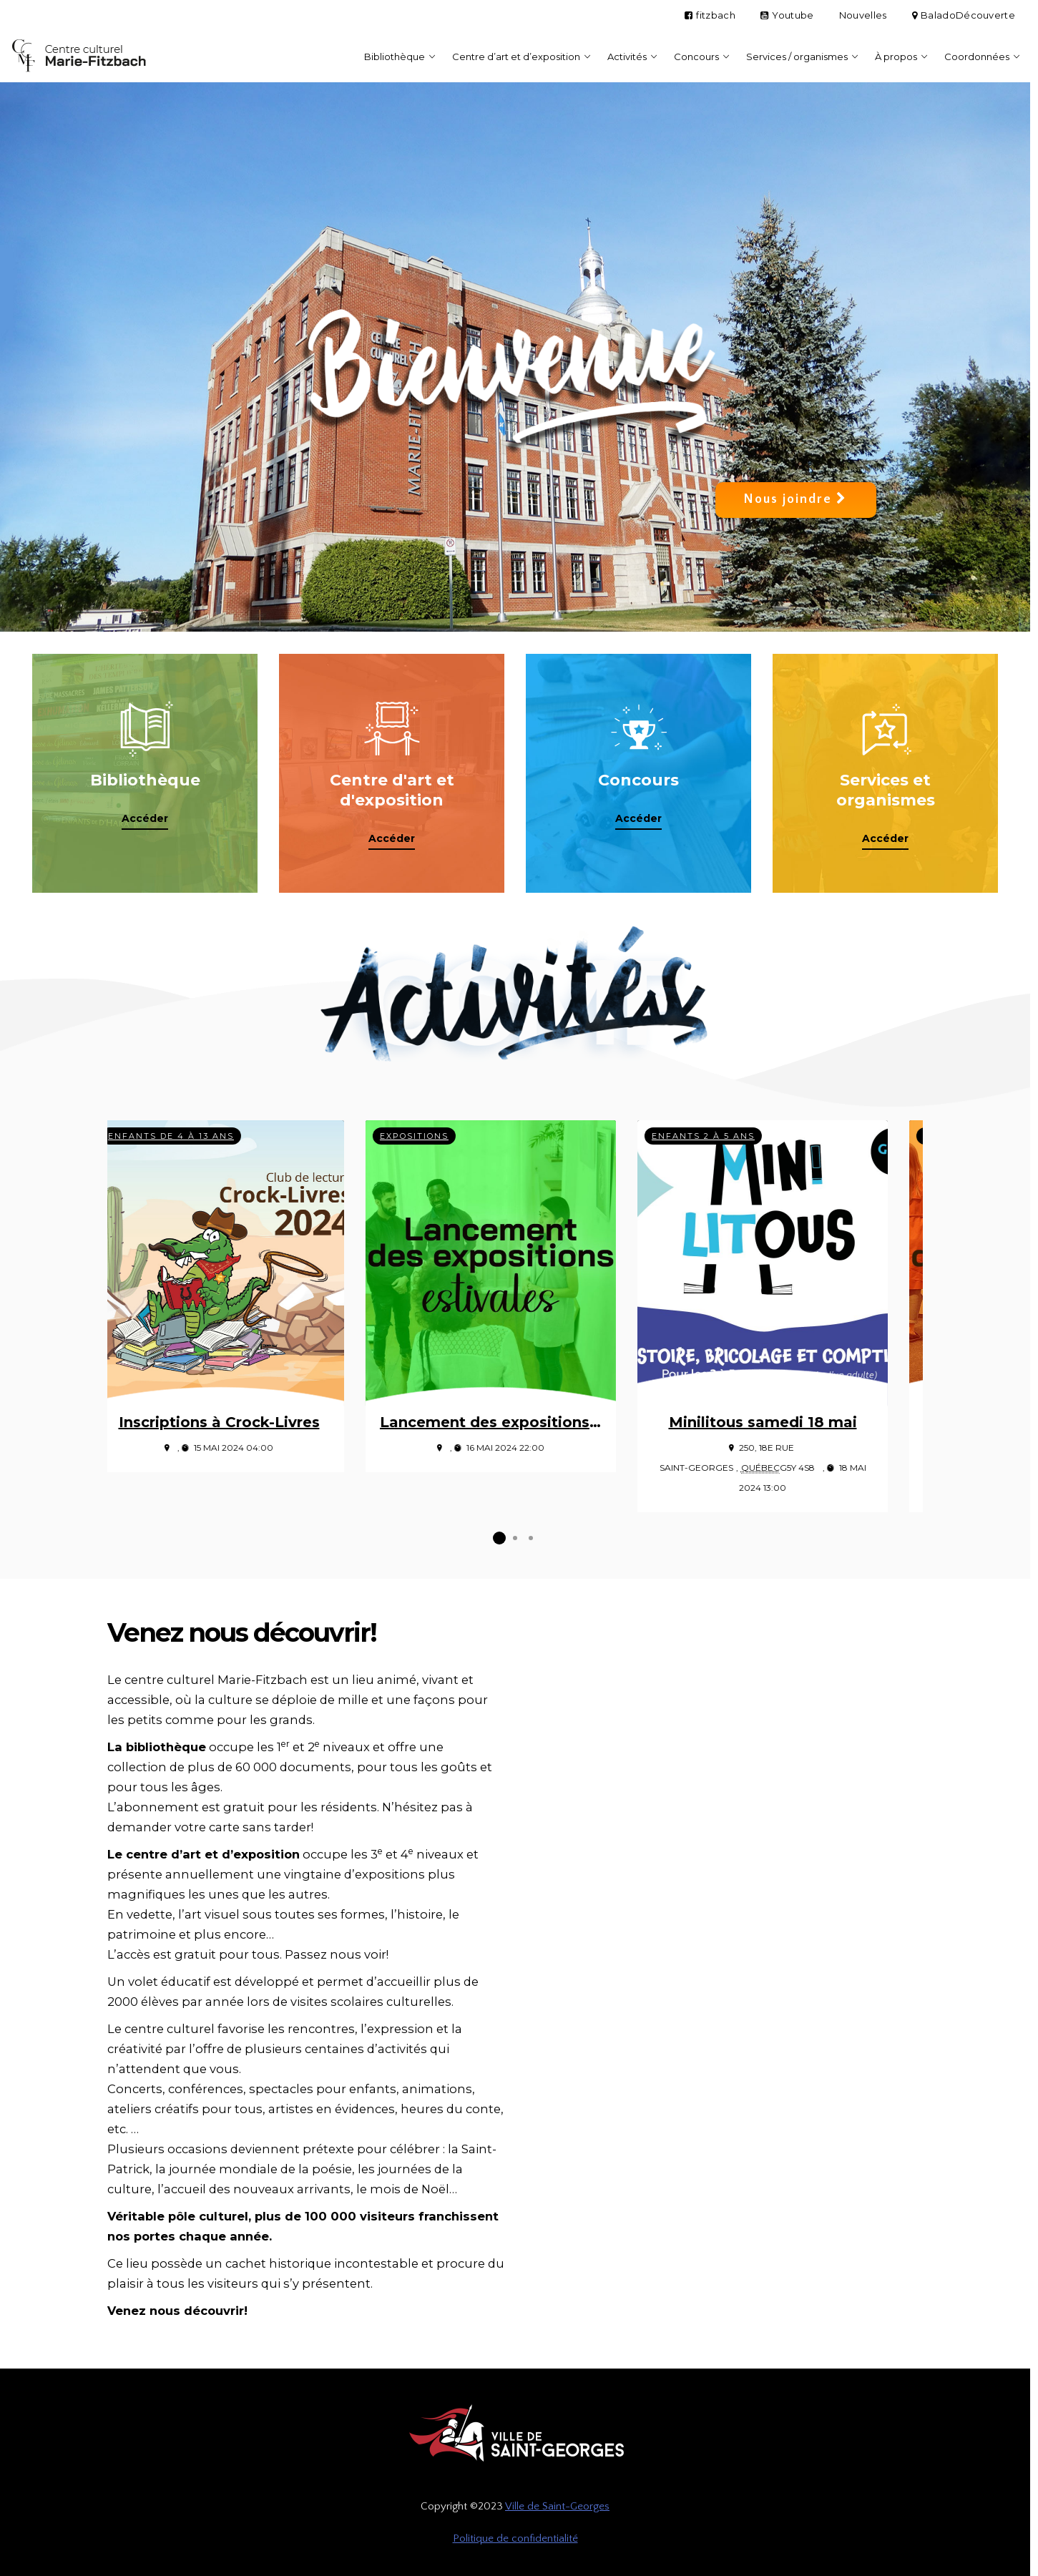 fitzbach Youtube Nouvelles BaladoDécouverte
Centre culturel
Marie-Fitzbach
Bibliothèque Centre d’art et d’exposition Activités Concours Services / organismes À propos Coordonnées
CENTRE
CULTUREL
MARIE-FIT
Bienvenue
Nous joindre
Bibliothèque
Accéder
Centre d'art et
d'exposition
Accéder
Concours
Accéder
Services et
organismes
Accéder
Activités
ENFANTS DE 4 À 13 ANS
Club de lectur
Crock-Livres
2024
Inscriptions à Crock-Livres
, 15 MAI 2024 04:00
EXPOSITIONS
Lancement
des expositions
estivales
Lancement des expositions...
, 16 MAI 2024 22:00
ENFANTS 2 À 5 ANS
MINI
LITOUS
STOIRE, BRICOLAGE ET COMPTI
Minilitous samedi 18 mai
250, 18E RUE
SAINT-GEORGES , QUÉBECG5Y 4S8 , 18 MAI
2024 13:00
Venez nous découvrir!
Le centre culturel Marie-Fitzbach est un lieu animé, vivant et
accessible, où la culture se déploie de mille et une façons pour
les petits comme pour les grands.
La bibliothèque occupe les 1er et 2e niveaux et offre une
collection de plus de 60 000 documents, pour tous les goûts et
pour tous les âges.
L’abonnement est gratuit pour les résidents. N’hésitez pas à
demander votre carte sans tarder!
Le centre d’art et d’exposition occupe les 3e et 4e niveaux et
présente annuellement une vingtaine d’expositions plus
magnifiques les unes que les autres.
En vedette, l’art visuel sous toutes ses formes, l’histoire, le
patrimoine et plus encore…
L’accès est gratuit pour tous. Passez nous voir!
Un volet éducatif est développé et permet d’accueillir plus de
2000 élèves par année lors de visites scolaires culturelles.
Le centre culturel favorise les rencontres, l’expression et la
créativité par l’offre de plusieurs centaines d’activités qui
n’attendent que vous.
Concerts, conférences, spectacles pour enfants, animations,
ateliers créatifs pour tous, artistes en évidences, heures du conte,
etc. …
Plusieurs occasions deviennent prétexte pour célébrer : la Saint-
Patrick, la journée mondiale de la poésie, les journées de la
culture, l’accueil des nouveaux arrivants, le mois de Noël…
Véritable pôle culturel, plus de 100 000 visiteurs franchissent
nos portes chaque année.
Ce lieu possède un cachet historique incontestable et procure du
plaisir à tous les visiteurs qui s’y présentent.
Venez nous découvrir!
VILLE DE
SAINT-GEORGES
Copyright ©2023 Ville de Saint-Georges
Politique de confidentialité